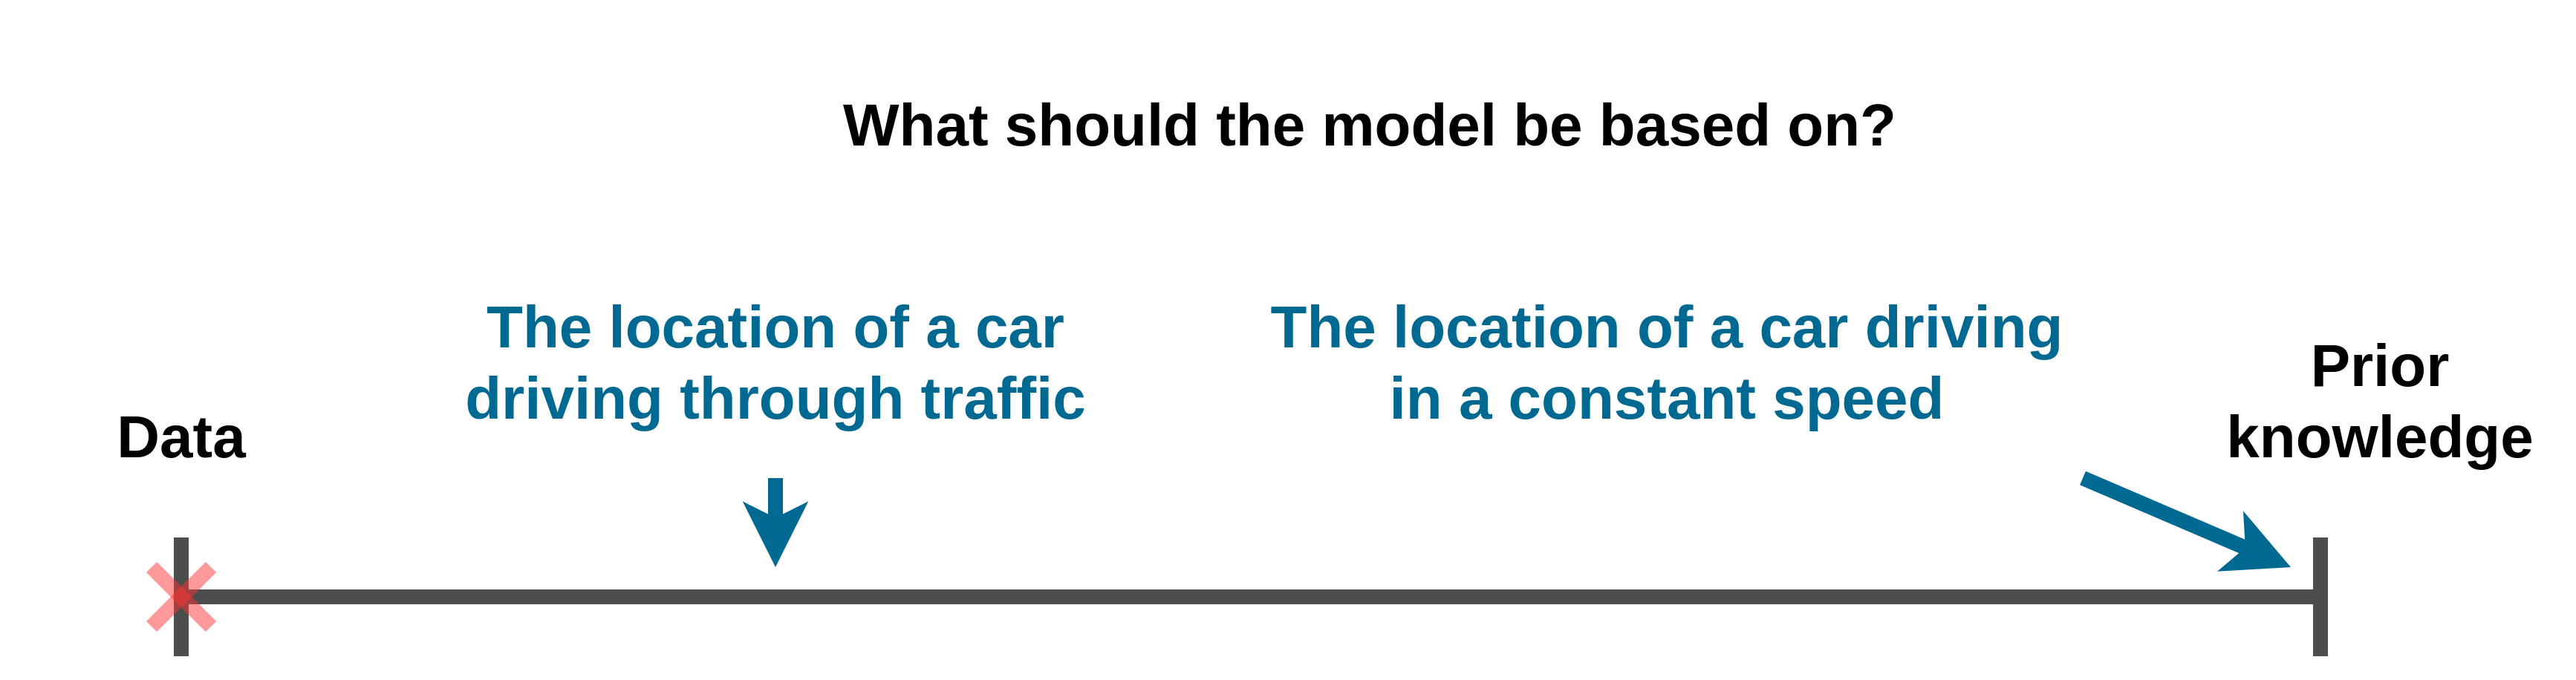 What should the model be based on?
The location of a car
driving through traffic
The location of a car driving
in a constant speed
Data
Prior
knowledge